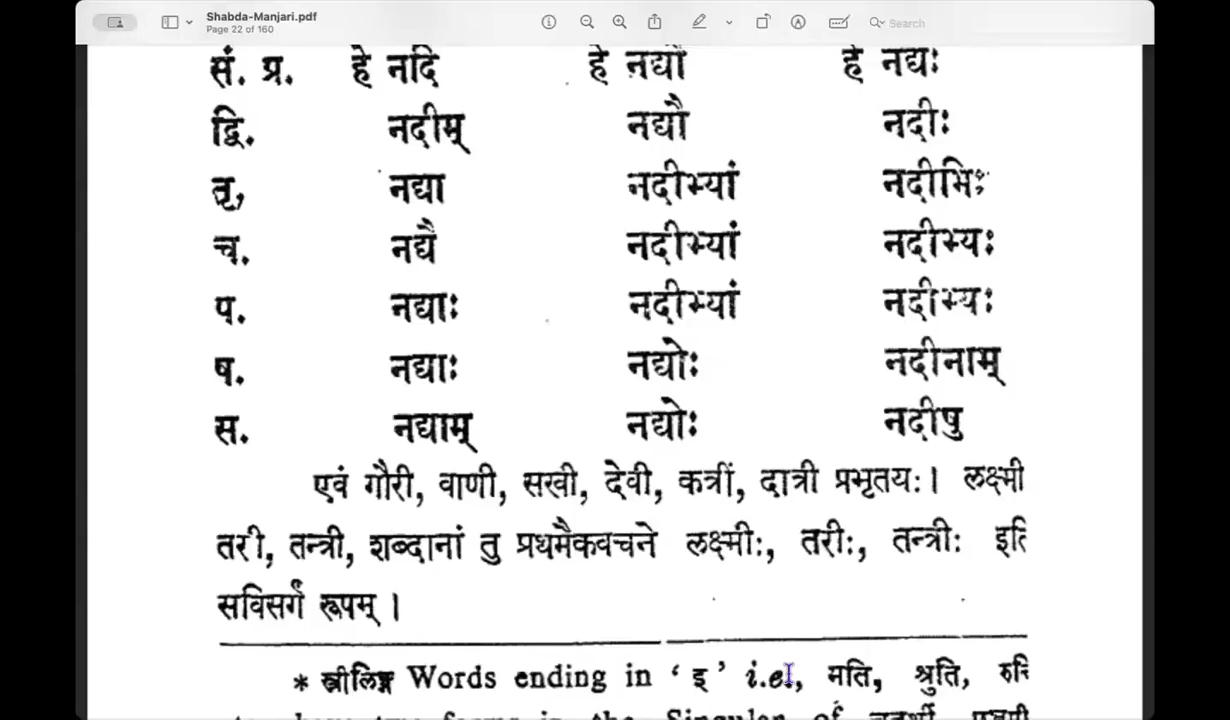 Shabda-Manjari.pdf
Page 22 of 160
Search
सं. प्र. हे नदि हे नद्यौ हे नद्यः
द्वि. नदीम् नद्यौ नदीः
तृ, नद्या नदीभ्यां नदीभिः
च. नद्यै नदीभ्यां नदीभ्यः
प. नद्याः नदीभ्यां नदीभ्यः
ष. नद्याः नद्योः नदीनाम्
स. नद्याम् नद्योः नदीषु
एवं गौरी, वाणी, सखी, देवी, कर्त्री, दात्री प्रभृतयः। लक्ष्मी
तरी, तन्त्री, शब्दानां तु प्रथमैकवचने लक्ष्मीः, तरीः, तन्त्रीः इति
सविसर्गं रूपम् ।
* स्त्रीलिङ्ग Words ending in ‘ इ ’ i.e., मति, श्रुति,